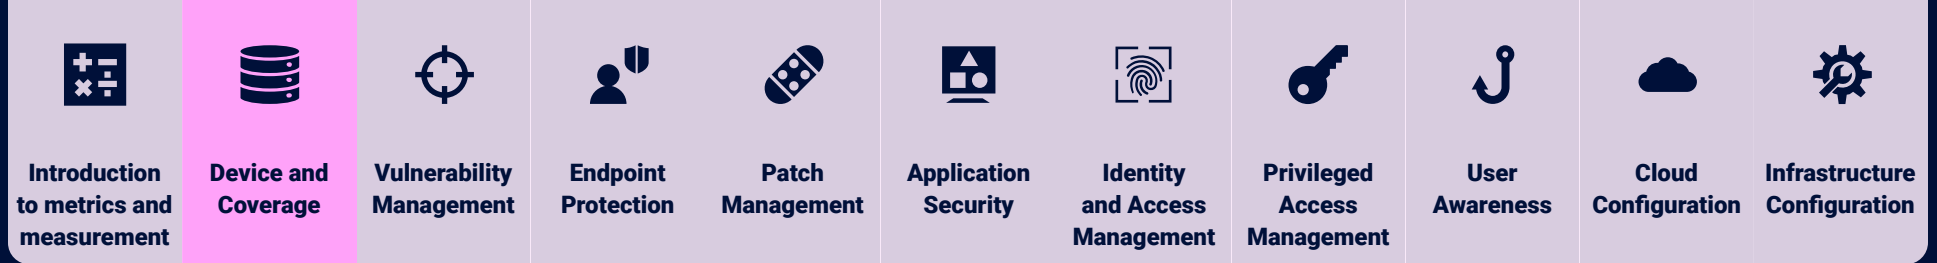 Introduction
to metrics and
measurement
Device and
Coverage
Vulnerability
Management
Endpoint
Protection
Patch
Management
Application
Security
Identity
and Access
Management
Privileged
Access
Management
User
Awareness
Cloud
Configuration
Infrastructure
Configuration